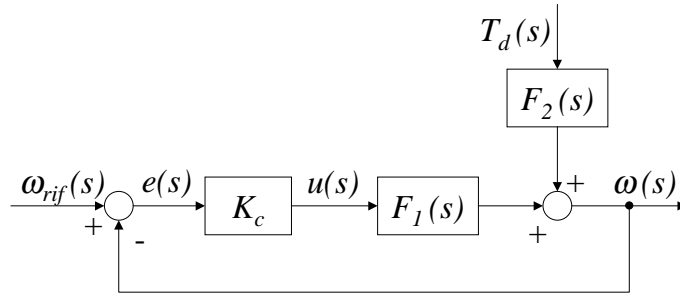 T_d(s)
F_2(s)
ω_rif(s) e(s) u(s) ω(s)
+ - K_c F_1(s) + +